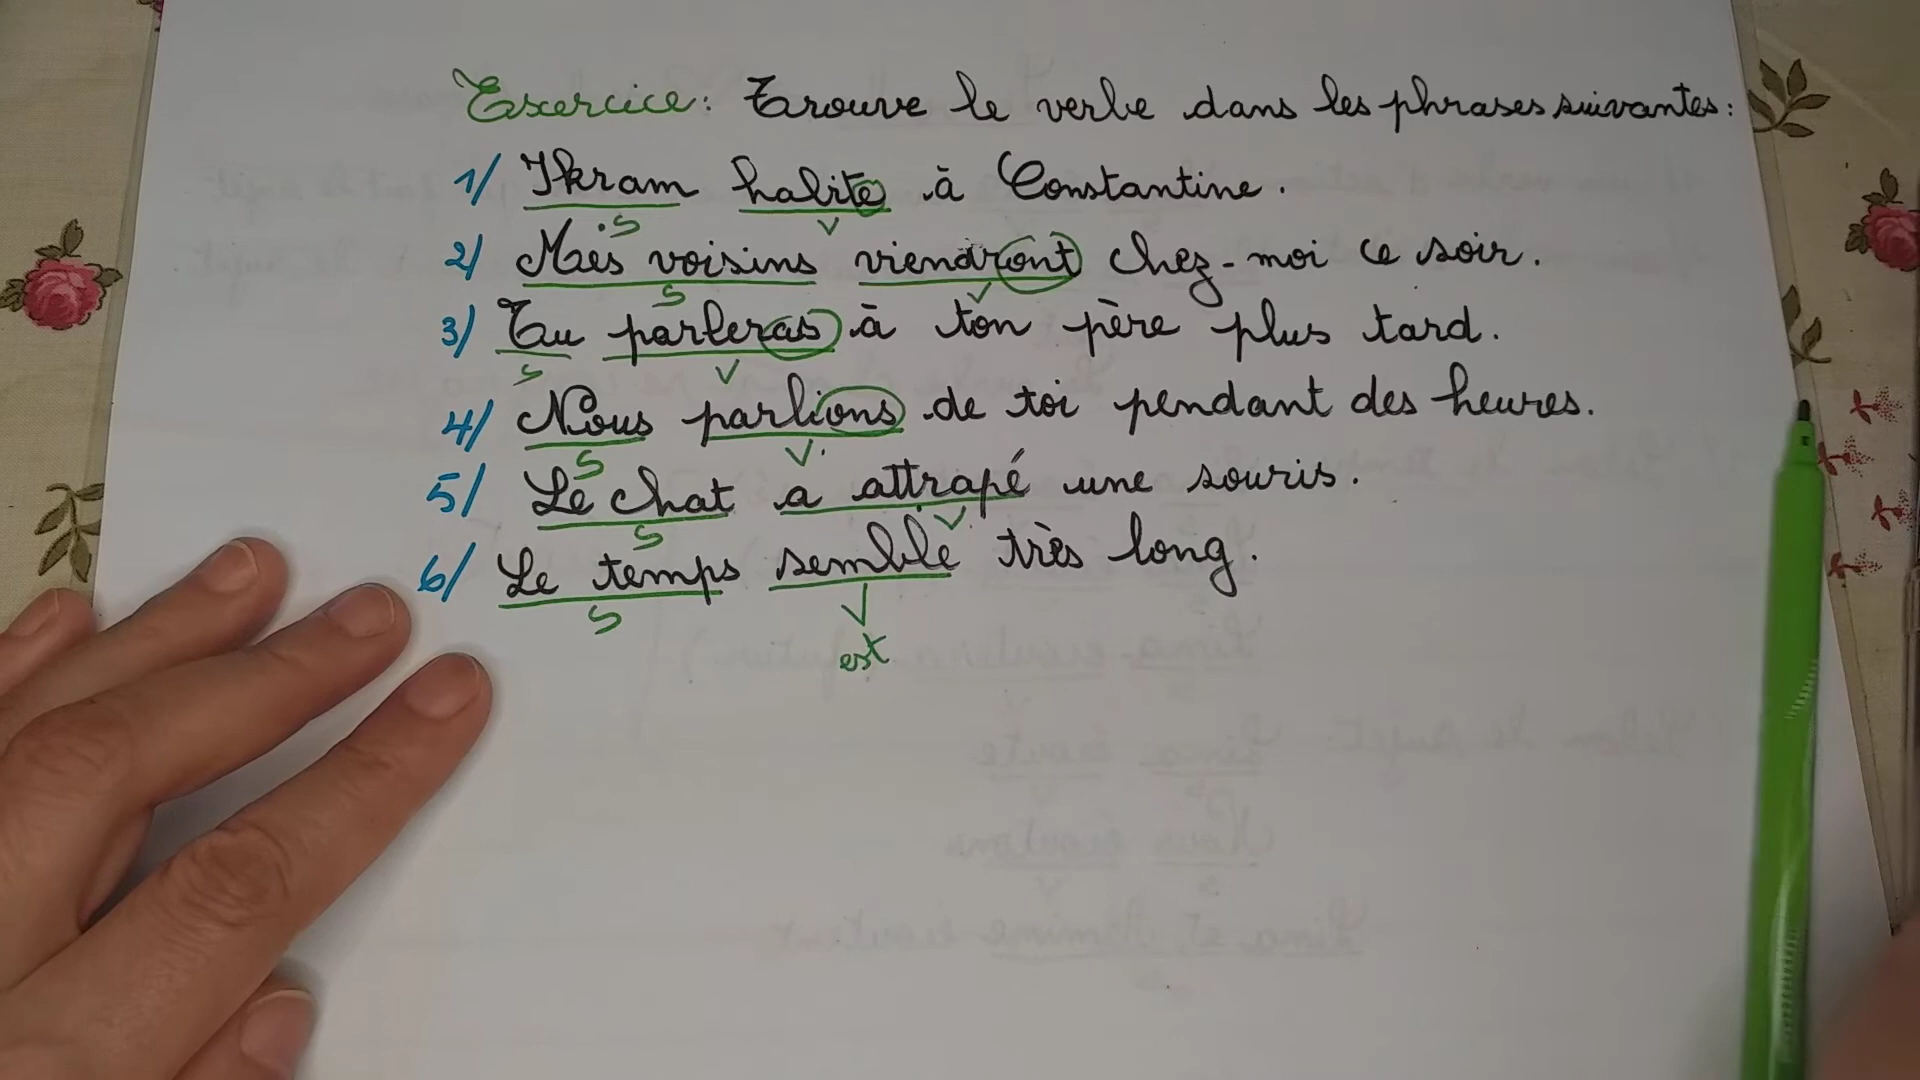 Exercice: Trouve le verbe dans les phrases suivantes:
1/ Ikram habite à Constantine.
S V
2/ Mes voisins viendront chez-moi ce soir.
S V
3/ Tu parleras à ton père plus tard.
S V
4/ Nous parlions de toi pendant des heures.
S V
5/ Le chat a attrapé une souris.
S V
6/ Le temps semble très long.
S V
est